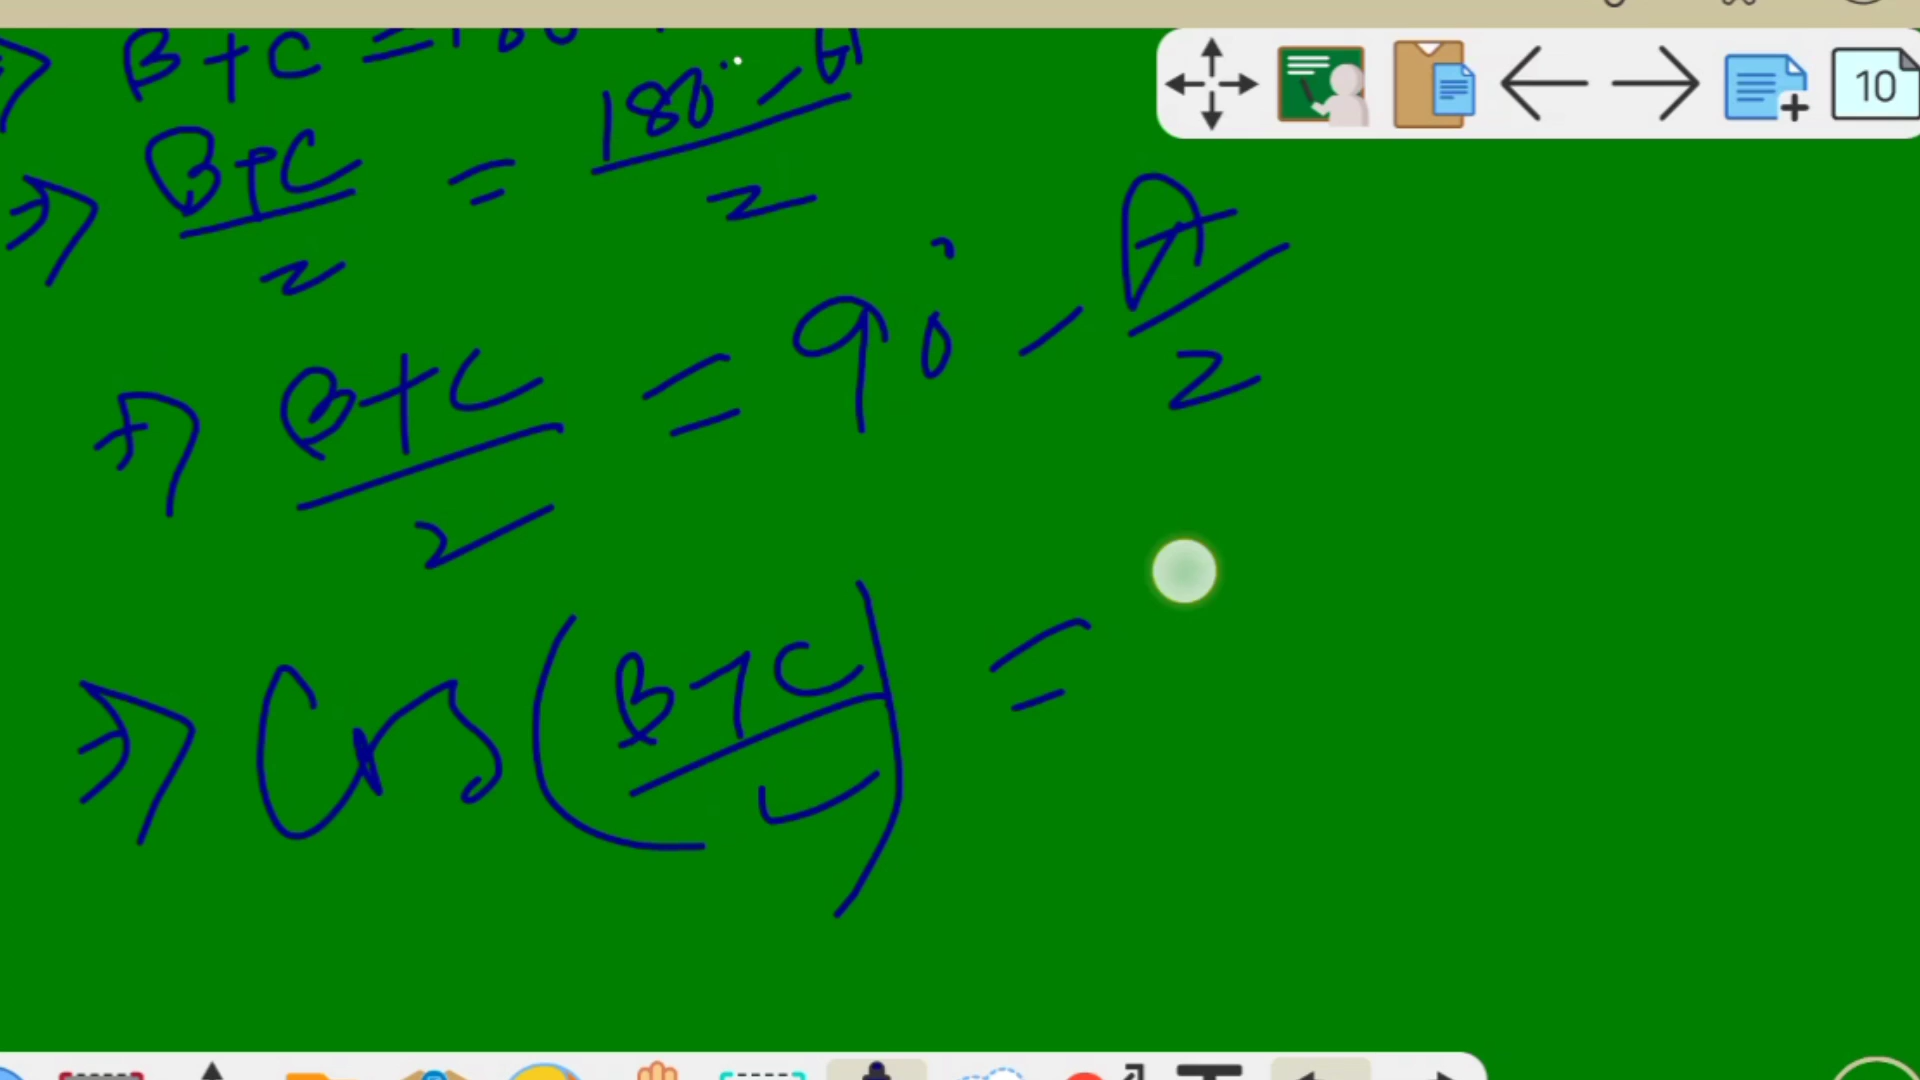 ⇒ B+C = 180°
⇒ B+C/2 = 180° - A/2
⇒ B+C/2 = 90° - A/2
⇒ Cos(B+C/2) =
10